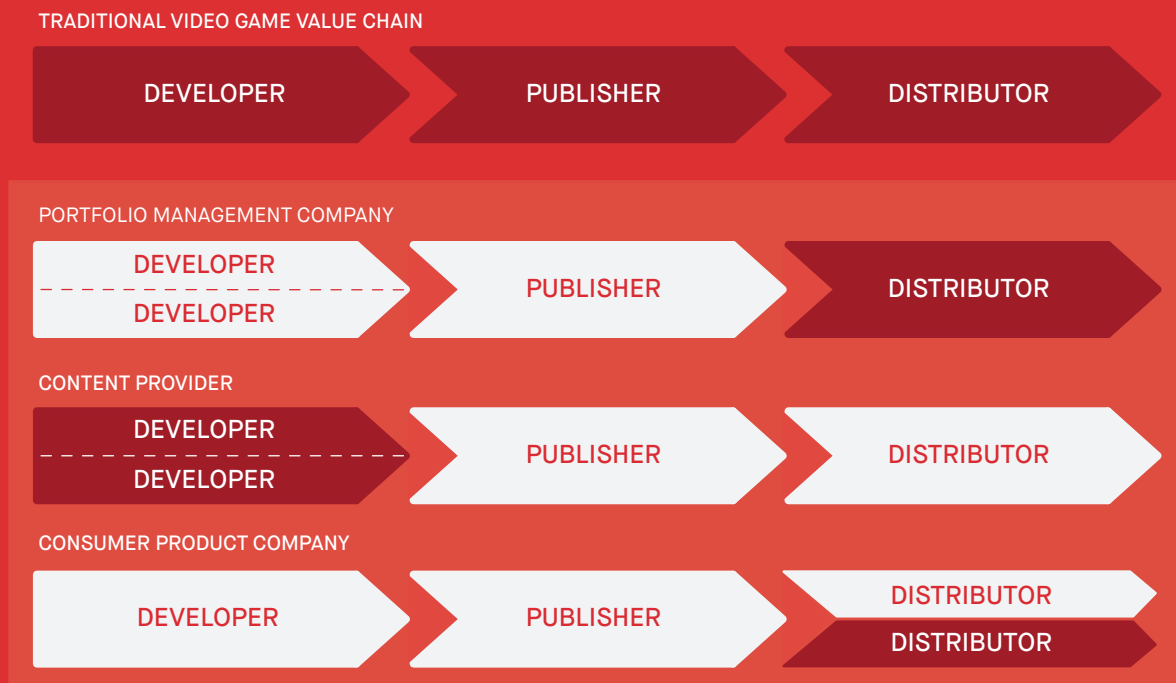 TRADITIONAL VIDEO GAME VALUE CHAIN
DEVELOPER
PUBLISHER
DISTRIBUTOR
PORTFOLIO MANAGEMENT COMPANY
DEVELOPER
DEVELOPER
PUBLISHER
DISTRIBUTOR
CONTENT PROVIDER
DEVELOPER
DEVELOPER
PUBLISHER
DISTRIBUTOR
CONSUMER PRODUCT COMPANY
DEVELOPER
PUBLISHER
DISTRIBUTOR
DISTRIBUTOR